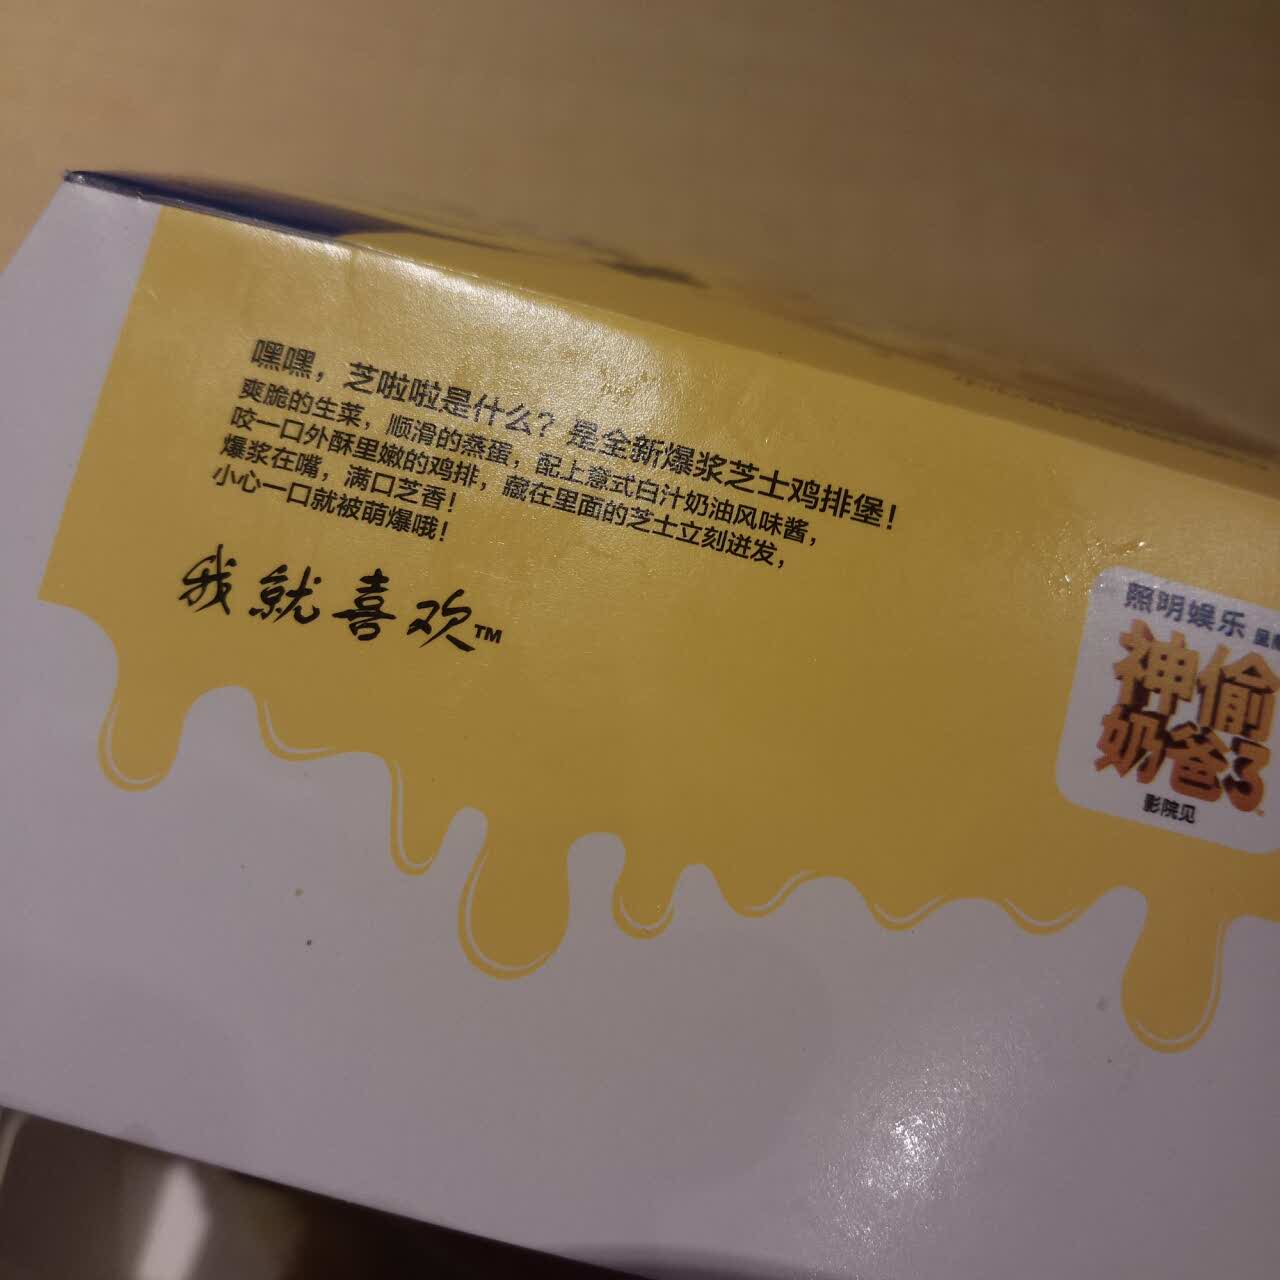 嘿嘿，芝啦啦是什么？是全新爆浆芝士鸡排堡！
爽脆的生菜，顺滑的蒸蛋，配上意式白汁奶油风味酱，
咬一口外酥里嫩的鸡排，藏在里面的芝士立刻迸发，
爆浆在嘴，满口芝香！
小心一口就被萌爆哦！
我就喜欢™
照明娱乐
神偷
奶爸3
影院见